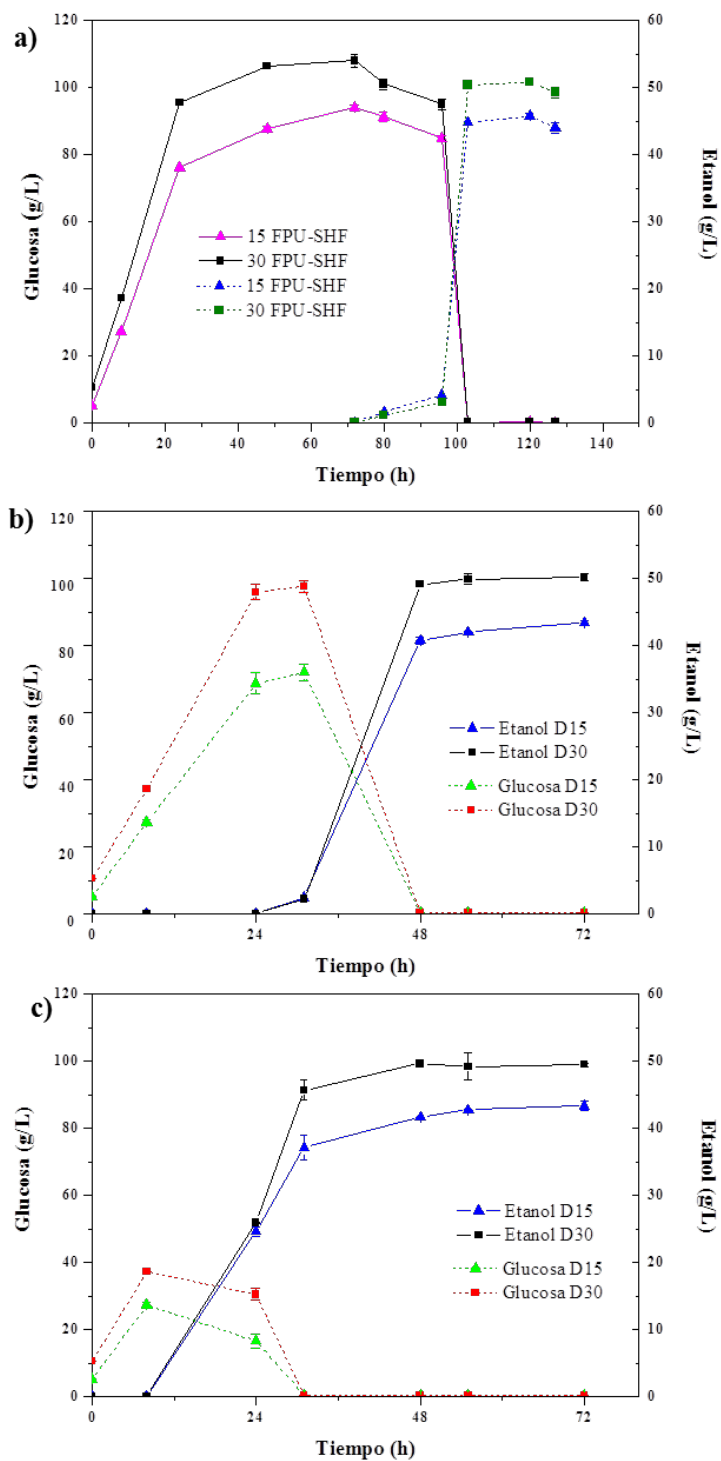 a)
120
100
80
60
40
20
0
Glucosa (g/L)
60
50
40
30
20
10
0
Etanol (g/L)
15 FPU-SHF
30 FPU-SHF
15 FPU-SHF
30 FPU-SHF
0 20 40 60 80 100 120 140
Tiempo (h)
b)
120
100
80
60
40
20
0
Glucosa (g/L)
60
50
40
30
20
10
0
Etanol (g/L)
Etanol D15
Etanol D30
Glucosa D15
Glucosa D30
0 24 48 72
Tiempo (h)
c)
120
100
80
60
40
20
0
Glucosa (g/L)
60
50
40
30
20
10
0
Etanol (g/L)
Etanol D15
Etanol D30
Glucosa D15
Glucosa D30
0 24 48 72
Tiempo (h)